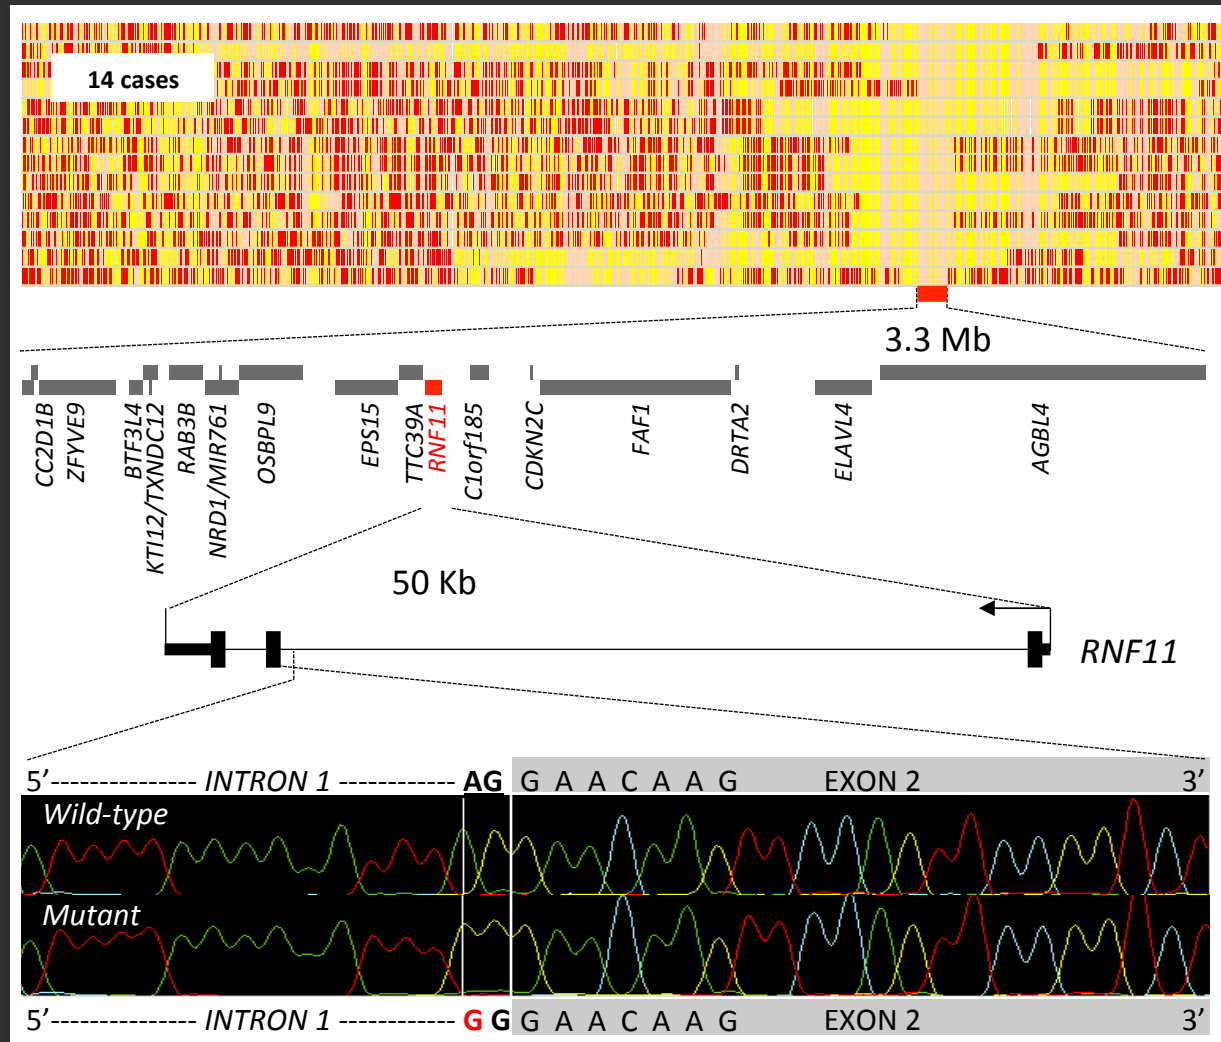 14 cases
3.3 Mb
CC2D1B
ZFYVE9
BTF3L4
KTI12/TXNDC12
RAB3B
NRD1/MIR761
OSBPL9
EPS15
TTC39A
RNF11
C1orf185
CDKN2C
FAF1
DRTA2
ELAVL4
AGBL4
50 Kb
RNF11
5’--------------- INTRON 1 ------------ AG G A A C A A G EXON 2 3’
Wild-type
Mutant
5’--------------- INTRON 1 ------------ G G G A A C A A G EXON 2 3’